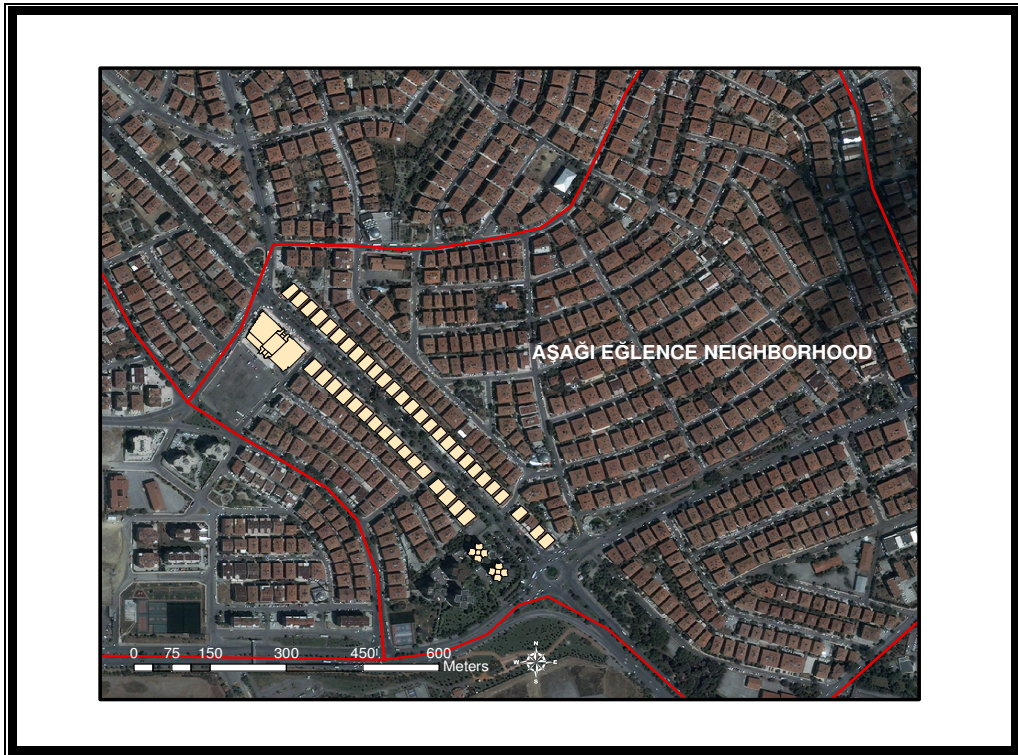 AŞAĞI EĞLENCE NEIGHBORHOOD
0 75 150 300 450 600
Meters
N
W E
S